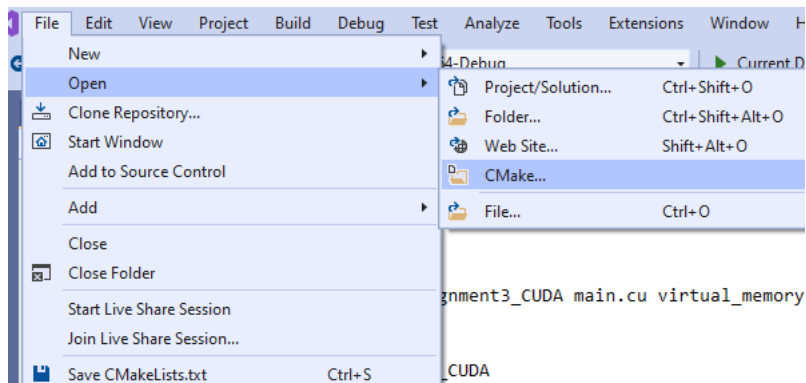 File Edit View Project Build Debug Test Analyze Tools Extensions Window
New
Open
Clone Repository...
Start Window
Add to Source Control
Add
Close
Close Folder
Start Live Share Session
Join Live Share Session...
Save CMakeLists.txt Ctrl+S
64-Debug Current D
Project/Solution... Ctrl+Shift+O
Folder... Ctrl+Shift+Alt+O
Web Site... Shift+Alt+O
CMake...
File... Ctrl+O
gnment3_CUDA main.cu virtual_memory
_CUDA